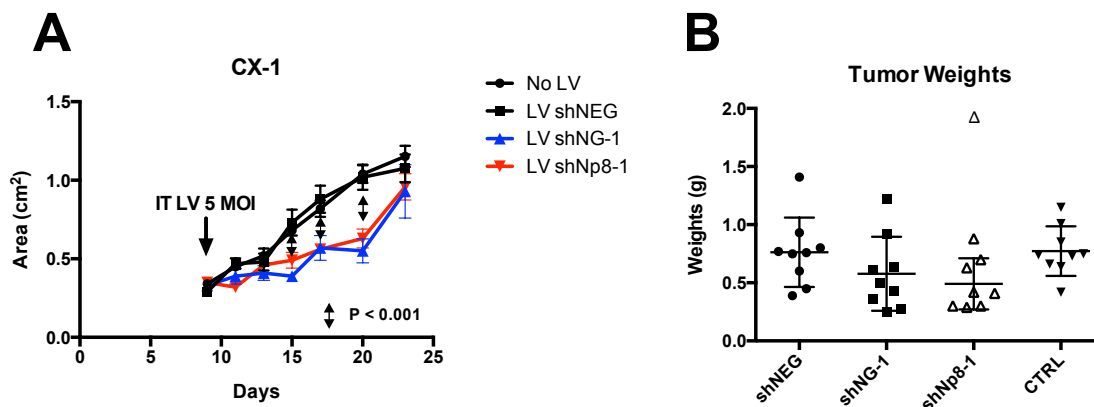 A
CX-1
Area (cm²)
1.5
1.0
0.5
0.0
IT LV 5 MOI
P < 0.001
0 5 10 15 20 25
Days
No LV
LV shNEG
LV shNG-1
LV shNp8-1
B
Tumor Weights
Weights (g)
2.0
1.5
1.0
0.5
0.0
shNEG
shNG-1
shNp8-1
CTRL